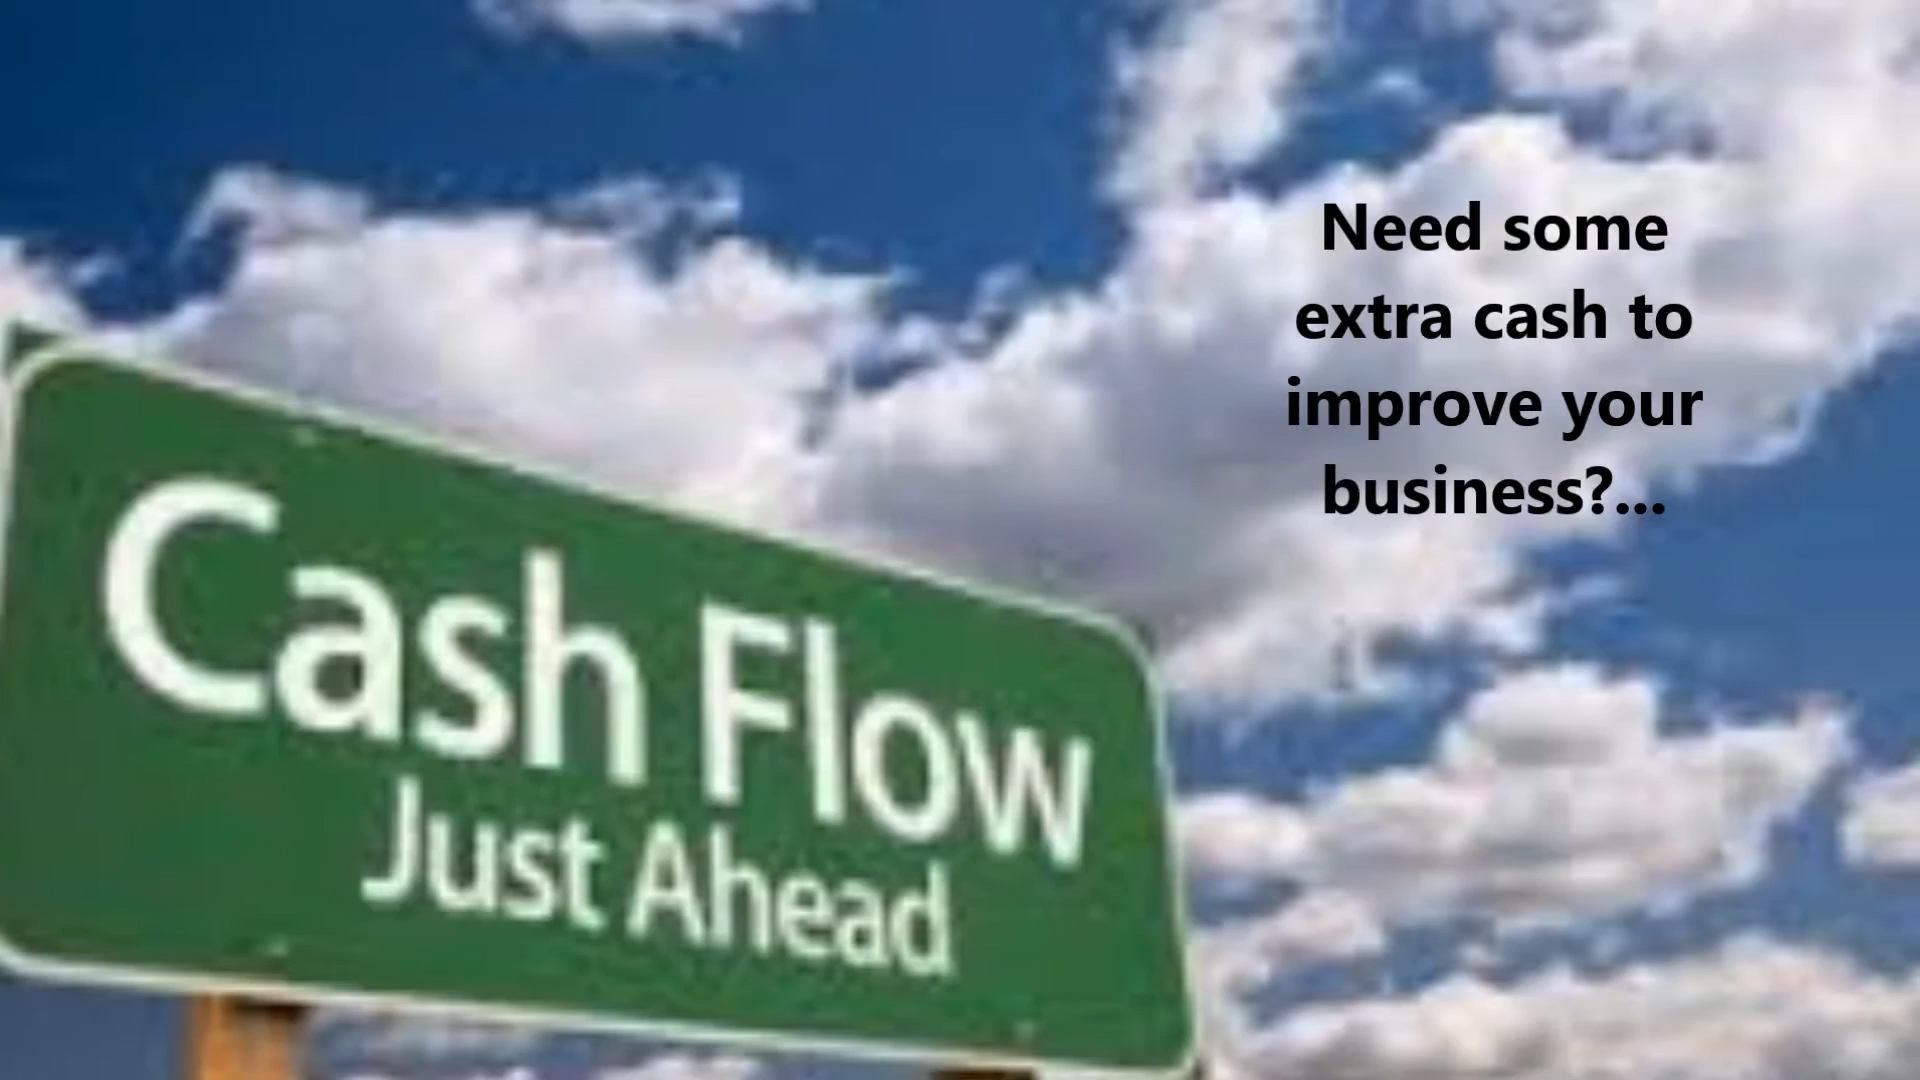 Need some
extra cash to
improve your
business?...
Cash Flow
Just Ahead